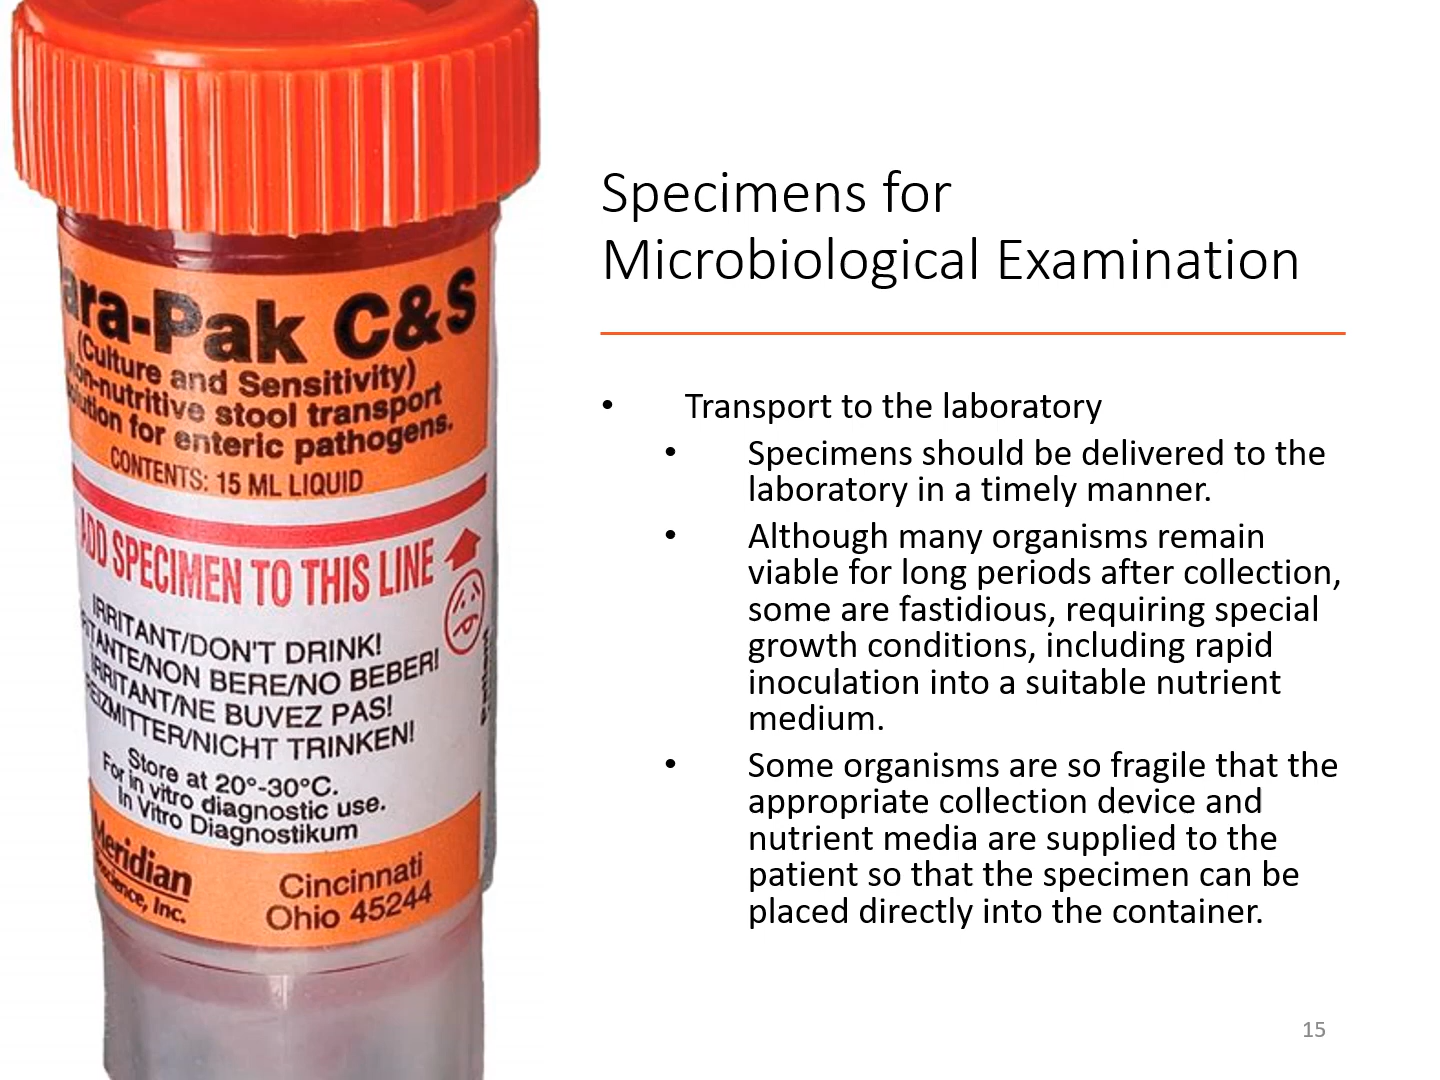 ara-Pak C&S
(Culture and Sensitivity)
on-nutritive stool transport
ution for enteric pathogens.
CONTENTS: 15 ML LIQUID
ADD SPECIMEN TO THIS LINE
IRRITANT/DON'T DRINK!
RITANTE/NON BERE/NO BEBER!
IRRITANT/NE BUVEZ PAS!
REIZMITTER/NICHT TRINKEN!
Store at 20°-30°C.
For in vitro diagnostic use.
In Vitro Diagnostikum
Meridian
Bioscience, Inc.
Cincinnati
Ohio 45244
Specimens for
Microbiological Examination
• Transport to the laboratory
• Specimens should be delivered to the
laboratory in a timely manner.
• Although many organisms remain
viable for long periods after collection,
some are fastidious, requiring special
growth conditions, including rapid
inoculation into a suitable nutrient
medium.
• Some organisms are so fragile that the
appropriate collection device and
nutrient media are supplied to the
patient so that the specimen can be
placed directly into the container.
15